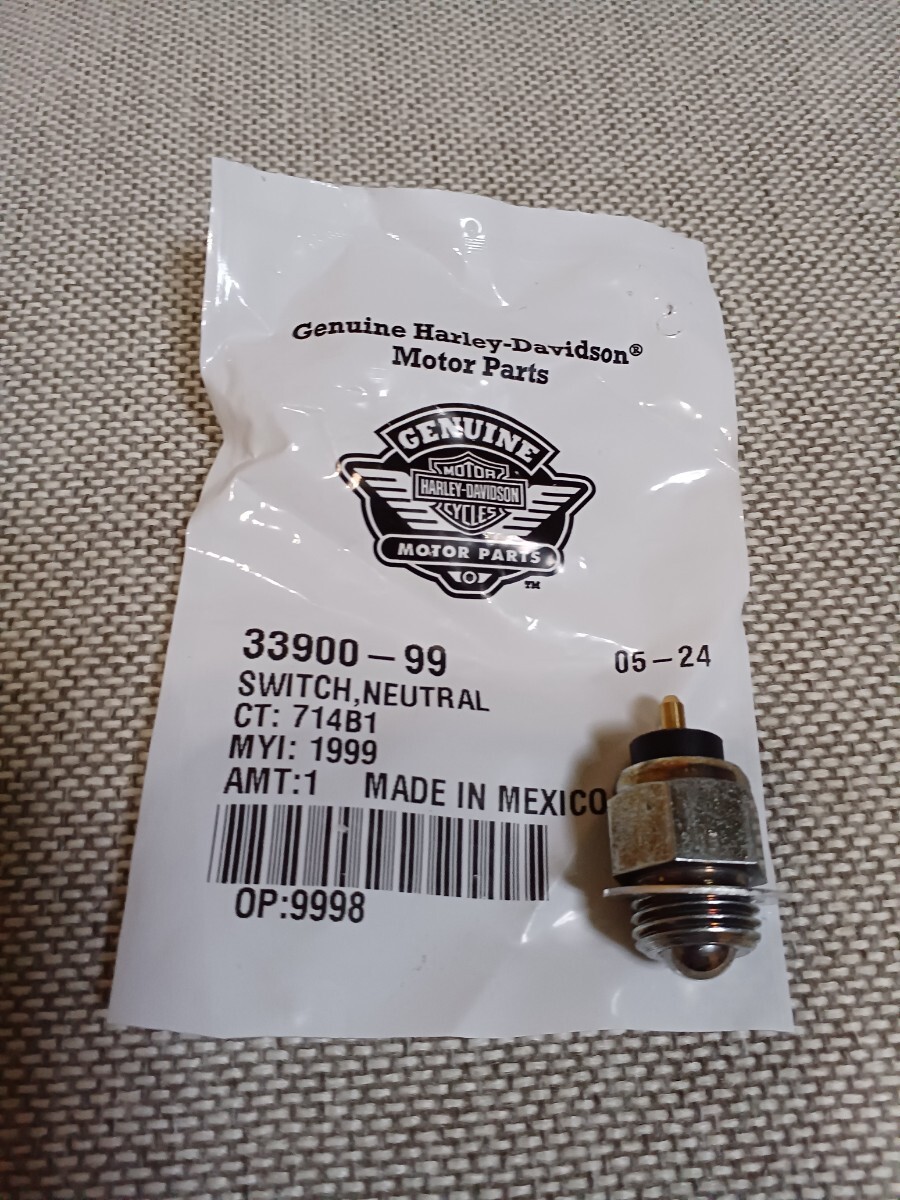 Genuine Harley-Davidson®
Motor Parts
GENUINE
MOTOR
HARLEY-DAVIDSON
CYCLES
MOTOR PARTS
TM
33900-99 05-24
SWITCH,NEUTRAL
CT: 714B1
MYI: 1999
AMT:1 MADE IN MEXICO
OP:9998